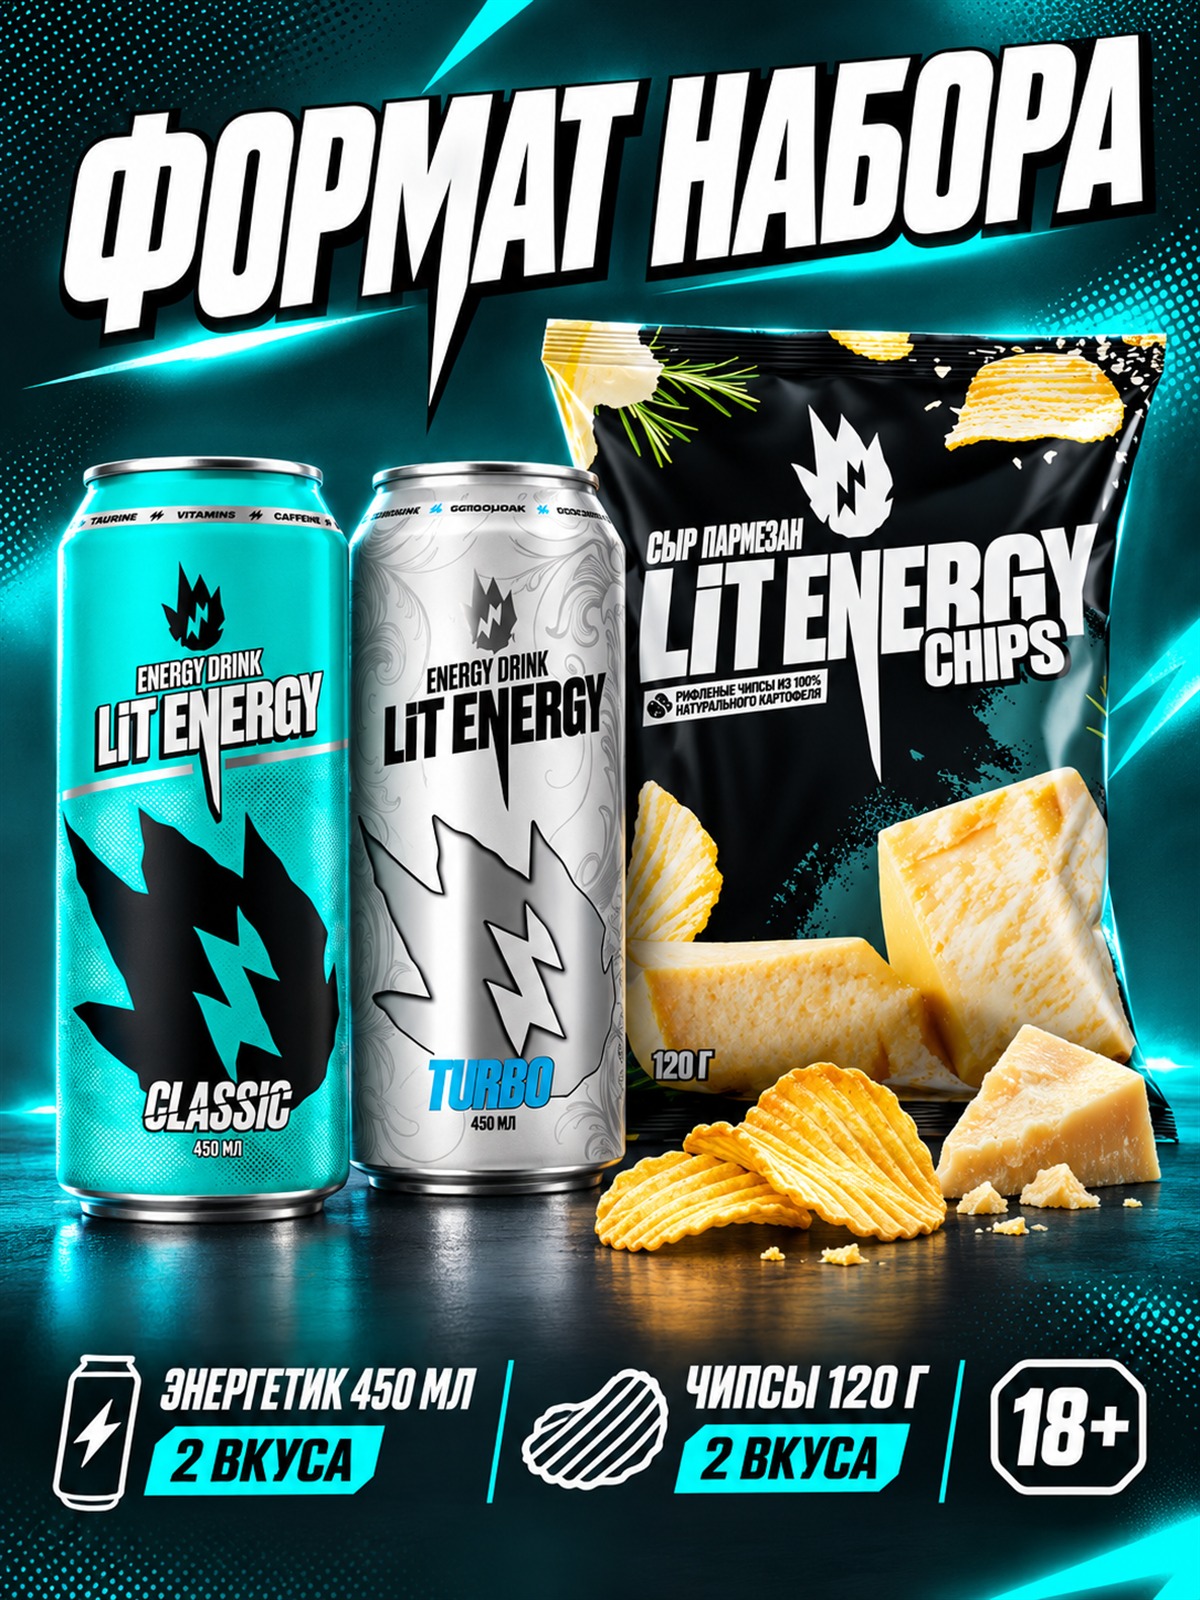 ФОРМАТ НАБОРА
TAURINE VITAMINS CAFFEINE
ENERGY DRINK
LIT ENERGY
CLASSIC
450 МЛ
ENERGY DRINK
LIT ENERGY
TURBO
450 МЛ
СЫР ПАРМЕЗАН
LIT ENERGY
CHIPS
РИФЛЕНЫЕ ЧИПСЫ ИЗ 100%
НАТУРАЛЬНОГО КАРТОФЕЛЯ
120 Г
ЭНЕРГЕТИК 450 МЛ
2 ВКУСА
ЧИПСЫ 120 Г
2 ВКУСА
18+